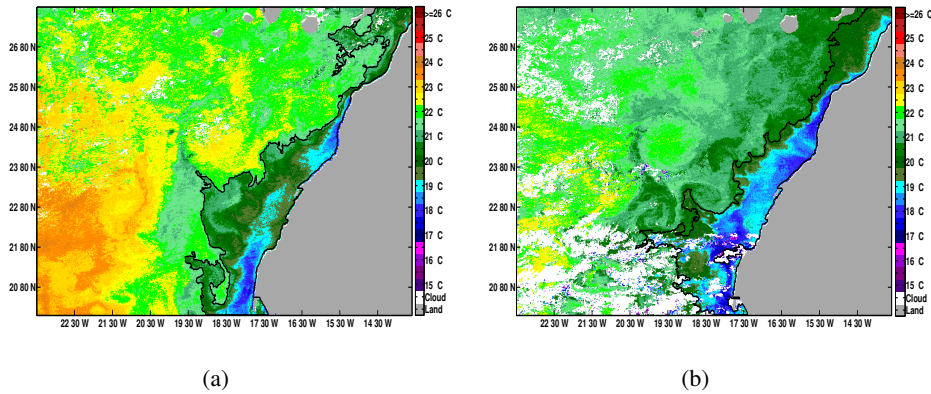 >=26 C
25 C
24 C
23 C
22 C
21 C
20 C
19 C
18 C
17 C
16 C
15 C
Cloud
Land
26 80 N
25 80 N
24 80 N
23 80 N
22 80 N
21 80 N
20 80 N
22 30 W
21 30 W
20 30 W
19 30 W
18 00 W
17 00 W
16 00 W
15 50 W
14 30 W
(a)
>=26 C
25 C
24 C
23 C
22 C
21 C
20 C
19 C
18 C
17 C
16 C
15 C
Cloud
Land
26 80 N
25 80 N
24 80 N
23 80 N
22 80 N
21 80 N
20 80 N
22 30 W
21 30 W
20 30 W
19 30 W
18 30 W
17 30 W
16 30 W
15 30 W
14 30 W
(b)